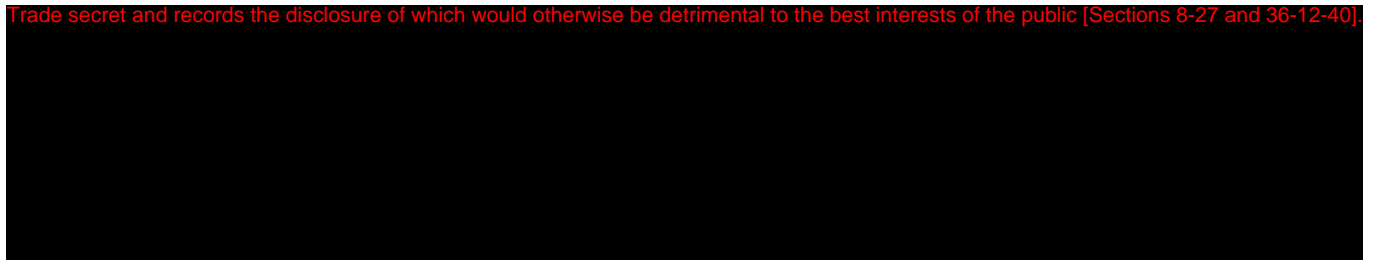 Trade secret and records the disclosure of which would otherwise be detrimental to the best interests of the public [Sections 8-27 and 36-12-40].